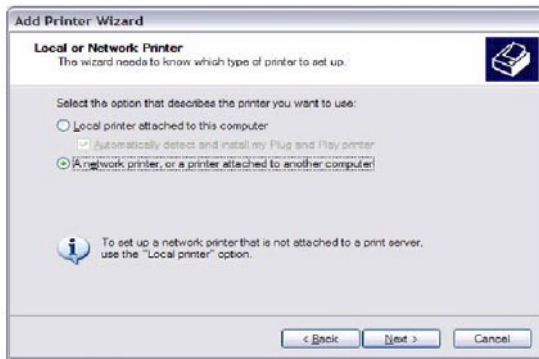 Add Printer Wizard
Local or Network Printer
The wizard needs to know which type of printer to set up.
Select the option that describes the printer you want to use:
Local printer attached to this computer
Automatically detect and install my Plug and Play printer
A network printer, or a printer attached to another computer
To set up a network printer that is not attached to a print server,
use the "Local printer" option.
< Back
Next >
Cancel